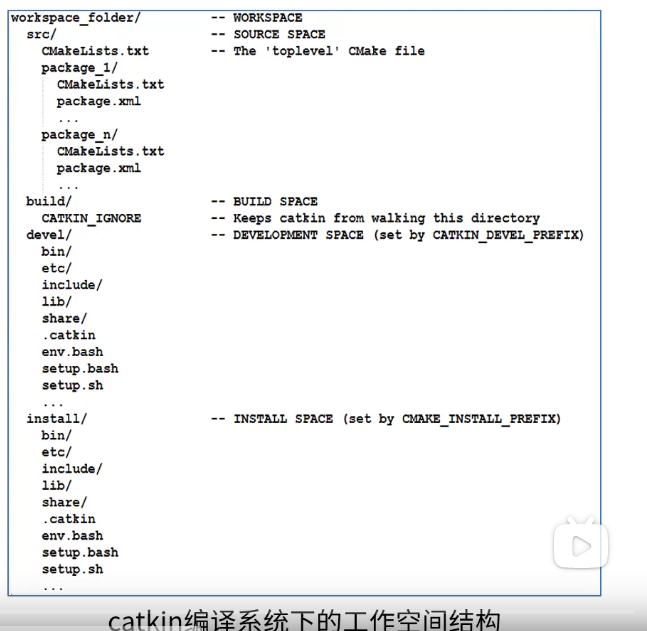 workspace_folder/ -- WORKSPACE
src/ -- SOURCE SPACE
CMakeLists.txt -- The 'toplevel' CMake file
package_1/
CMakeLists.txt
package.xml
...
package_n/
CMakeLists.txt
package.xml
...
build/ -- BUILD SPACE
CATKIN_IGNORE -- Keeps catkin from walking this directory
devel/ -- DEVELOPMENT SPACE (set by CATKIN_DEVEL_PREFIX)
bin/
etc/
include/
lib/
share/
.catkin
env.bash
setup.bash
setup.sh
...
install/ -- INSTALL SPACE (set by CMAKE_INSTALL_PREFIX)
bin/
etc/
include/
lib/
share/
.catkin
env.bash
setup.bash
setup.sh
...
catkin编译系统下的工作空间结构